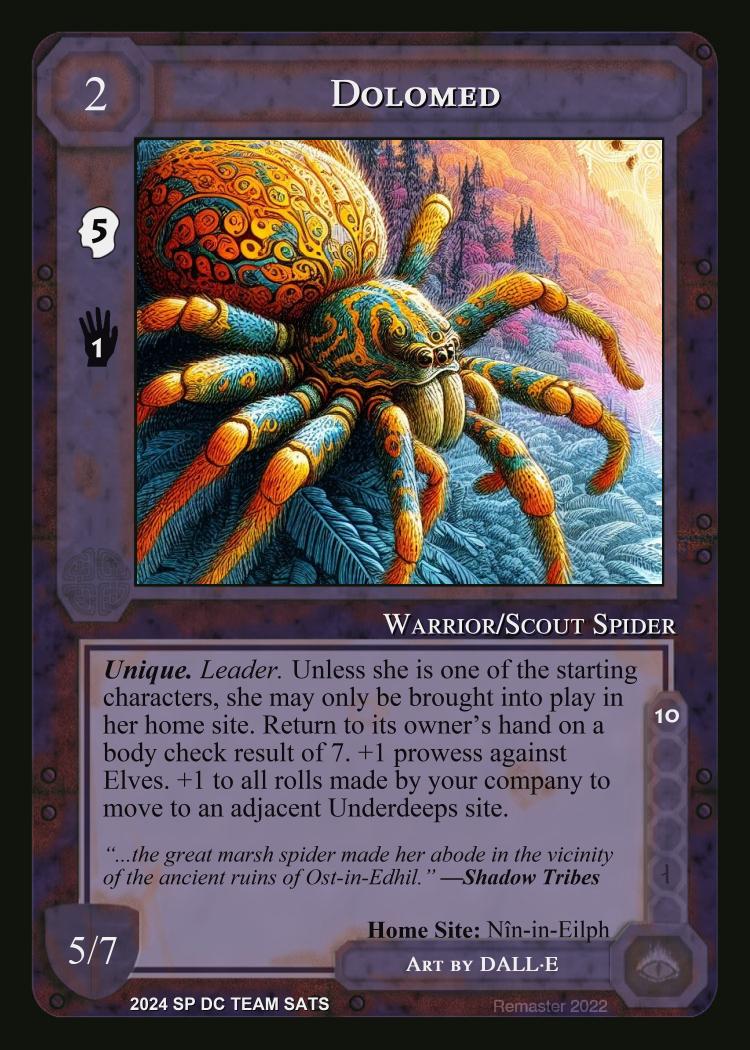 2
Dolomed
5
1
Warrior/Scout Spider
Unique. Leader. Unless she is one of the starting
characters, she may only be brought into play in
her home site. Return to its owner's hand on a
body check result of 7. +1 prowess against
Elves. +1 to all rolls made by your company to
move to an adjacent Underdeeps site.
10
“...the great marsh spider made her abode in the vicinity
of the ancient ruins of Ost-in-Edhil.” —Shadow Tribes
Home Site: Nîn-in-Eilph
5/7
Art by DALL·E
2024 SP DC TEAM SATS
Remaster 2022